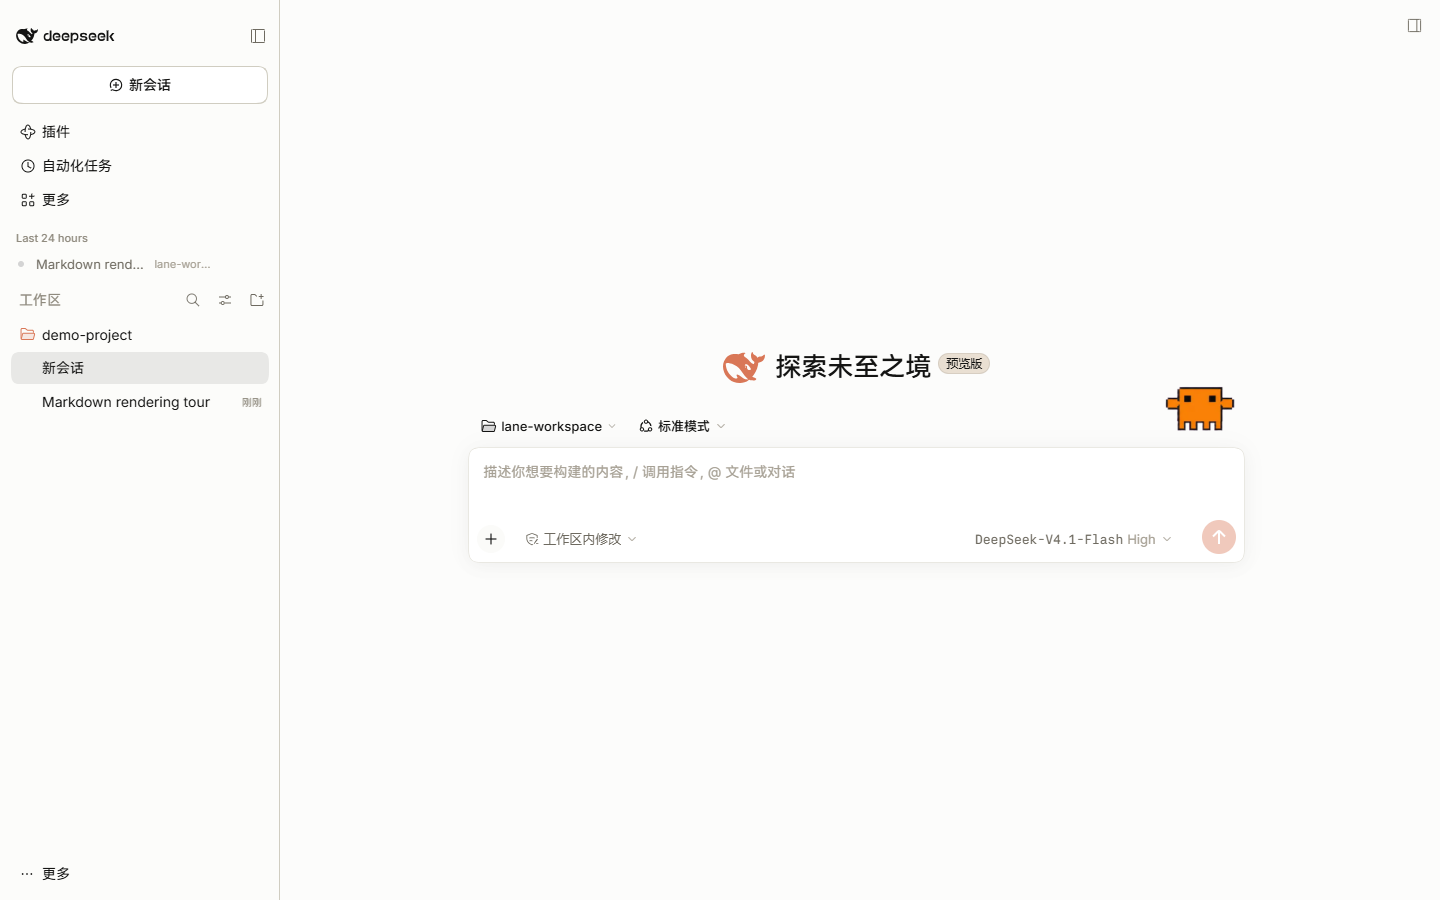 deepseek
新会话
插件
自动化任务
更多
Last 24 hours
Markdown rend... lane-wor...
工作区
demo-project
新会话
Markdown rendering tour 刚刚
更多
探索未至之境 预览版
lane-workspace 标准模式
描述你想要构建的内容, / 调用指令, @ 文件或对话
工作区内修改 DeepSeek-V4.1-Flash High